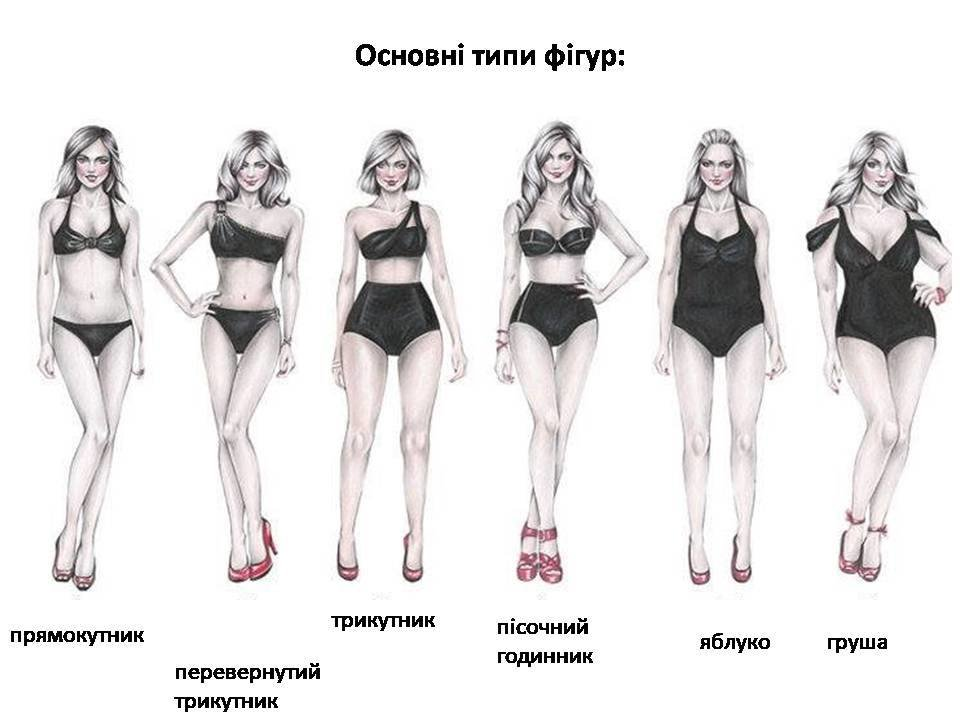 Основні типи фігур:
прямокутник
перевернутий
трикутник
трикутник
пісочний
годинник
яблуко
груша